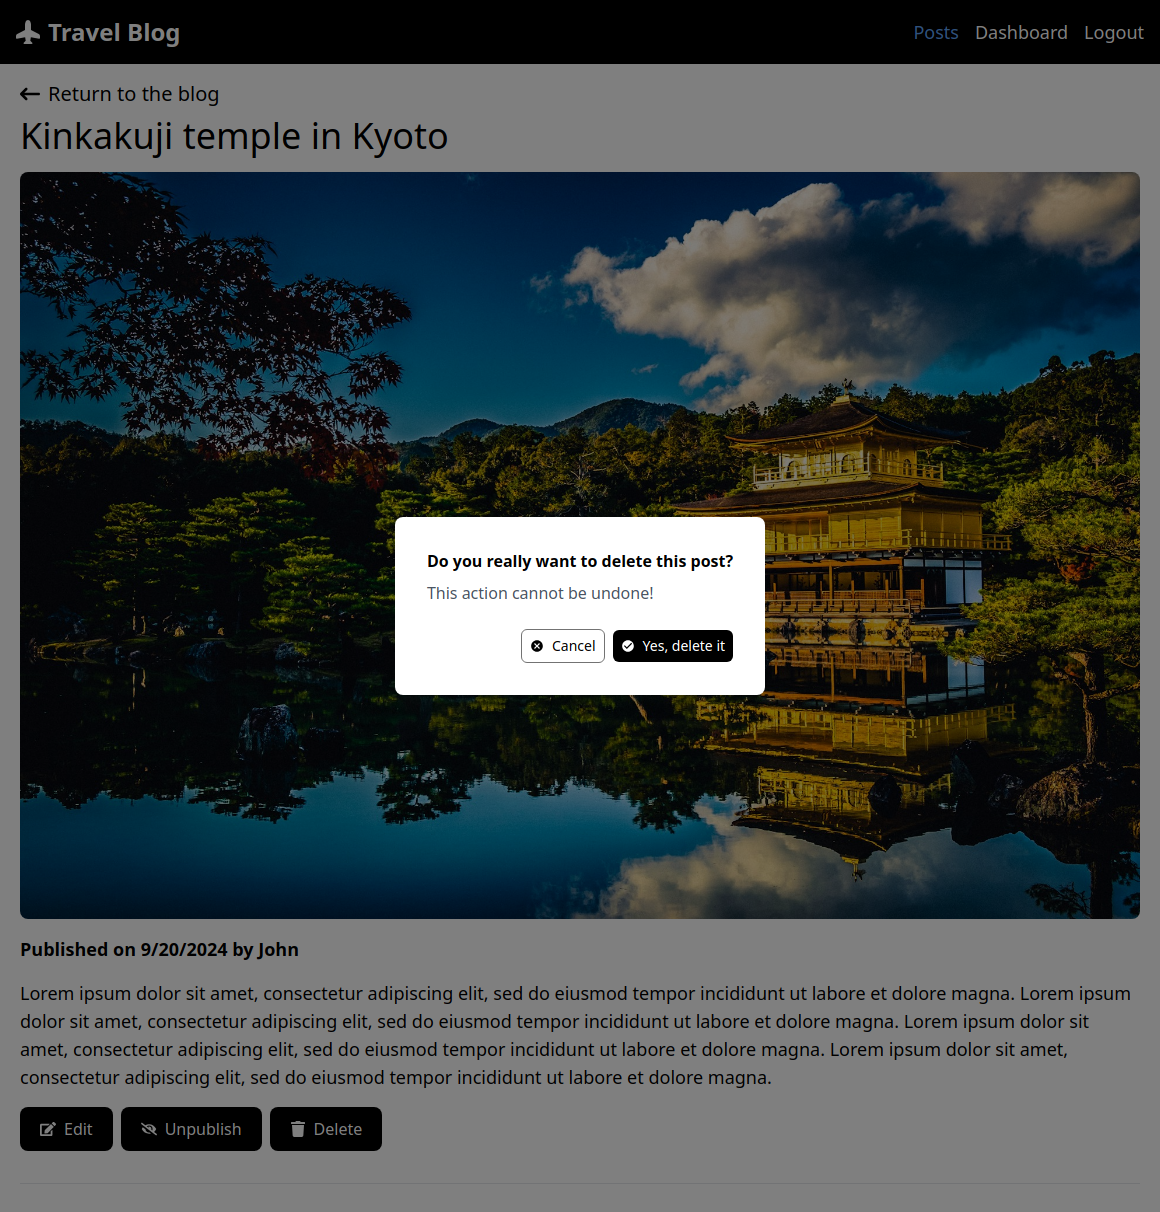 Travel Blog
Posts Dashboard Logout
Return to the blog
Kinkakuji temple in Kyoto
Do you really want to delete this post?
This action cannot be undone!
Cancel Yes, delete it
Published on 9/20/2024 by John
Lorem ipsum dolor sit amet, consectetur adipiscing elit, sed do eiusmod tempor incididunt ut labore et dolore magna. Lorem ipsum
dolor sit amet, consectetur adipiscing elit, sed do eiusmod tempor incididunt ut labore et dolore magna. Lorem ipsum dolor sit
amet, consectetur adipiscing elit, sed do eiusmod tempor incididunt ut labore et dolore magna. Lorem ipsum dolor sit amet,
consectetur adipiscing elit, sed do eiusmod tempor incididunt ut labore et dolore magna.
Edit Unpublish Delete